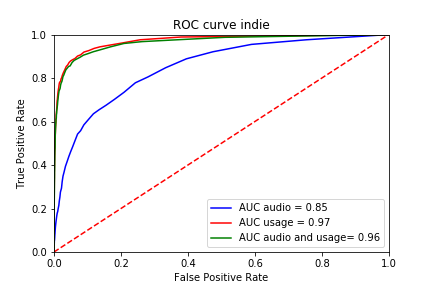 ROC curve indie
1.0
0.8
0.6
0.4
0.2
0.0
True Positive Rate
AUC audio = 0.85
AUC usage = 0.97
AUC audio and usage= 0.96
0.0 0.2 0.4 0.6 0.8 1.0
False Positive Rate